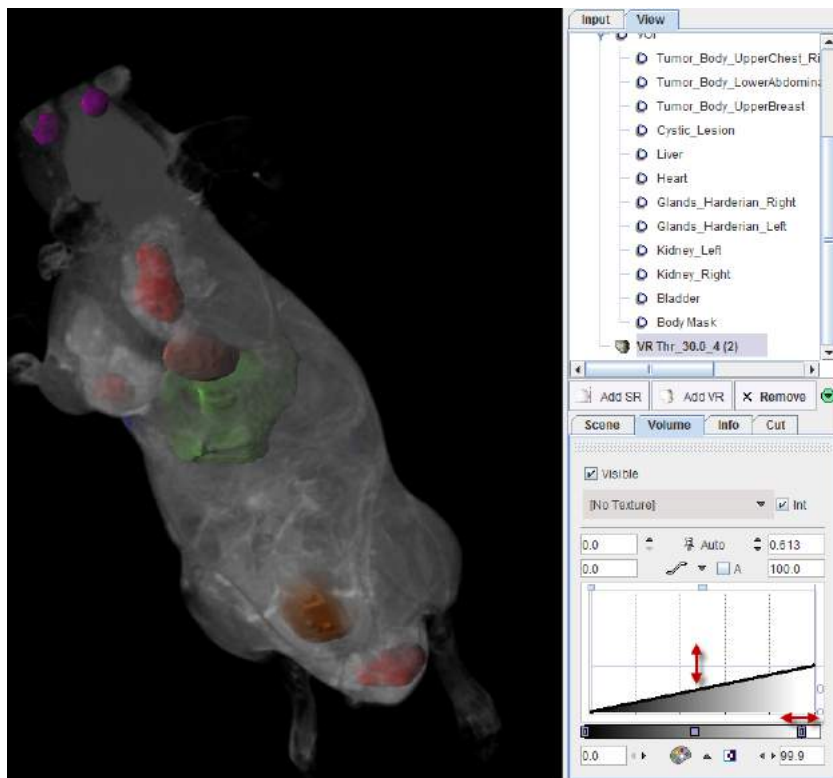 Input View
VOI
Tumor_Body_UpperChest_Ri
Tumor_Body_LowerAbdomina
Tumor_Body_UpperBreast
Cystic_Lesion
Liver
Heart
Glands_Harderian_Right
Glands_Harderian_Left
Kidney_Left
Kidney_Right
Bladder
Body Mask
VR Thr_30.0_4 (2)
Add SR Add VR Remove
Scene Volume Info Cut
Visible
[No Texture] Int
0.0 Auto 0.613
0.0 A 100.0
0.0 99.9